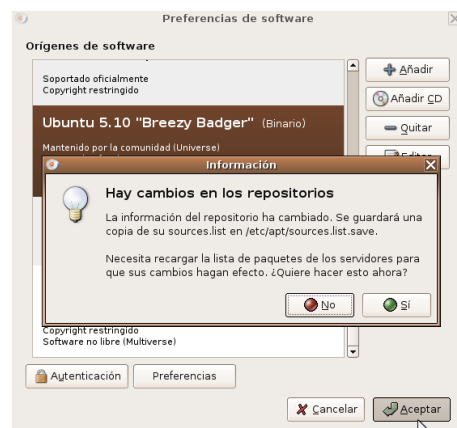 Preferencias de software
Orígenes de software
Soportado oficialmente
Copyright restringido
Añadir
Añadir CD
Ubuntu 5.10 "Breezy Badger" (Binario)
Quitar
Mantenido por la comunidad (Universe)
Información
Hay cambios en los repositorios
La información del repositorio ha cambiado. Se guardará una
copia de su sources.list en /etc/apt/sources.list.save.
Necesita recargar la lista de paquetes de los servidores para
que sus cambios hagan efecto. ¿Quiere hacer esto ahora?
No
Sí
Copyright restringido
Software no libre (Multiverse)
Autenticación
Preferencias
Cancelar
Aceptar